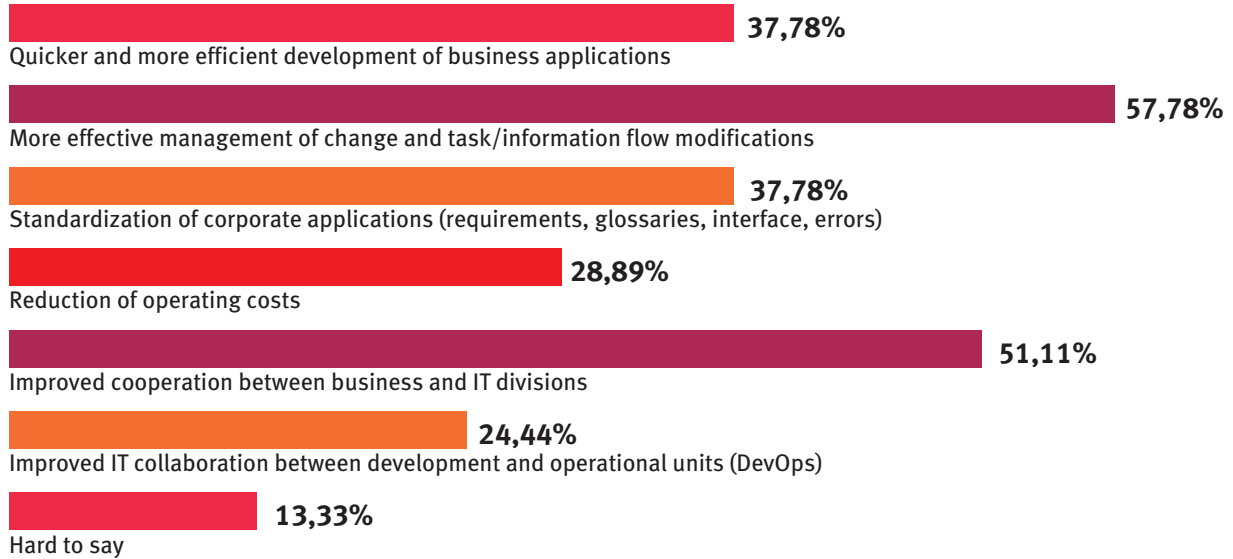 37,78%
Quicker and more efficient development of business applications
57,78%
More effective management of change and task/information flow modifications
37,78%
Standardization of corporate applications (requirements, glossaries, interface, errors)
28,89%
Reduction of operating costs
51,11%
Improved cooperation between business and IT divisions
24,44%
Improved IT collaboration between development and operational units (DevOps)
13,33%
Hard to say